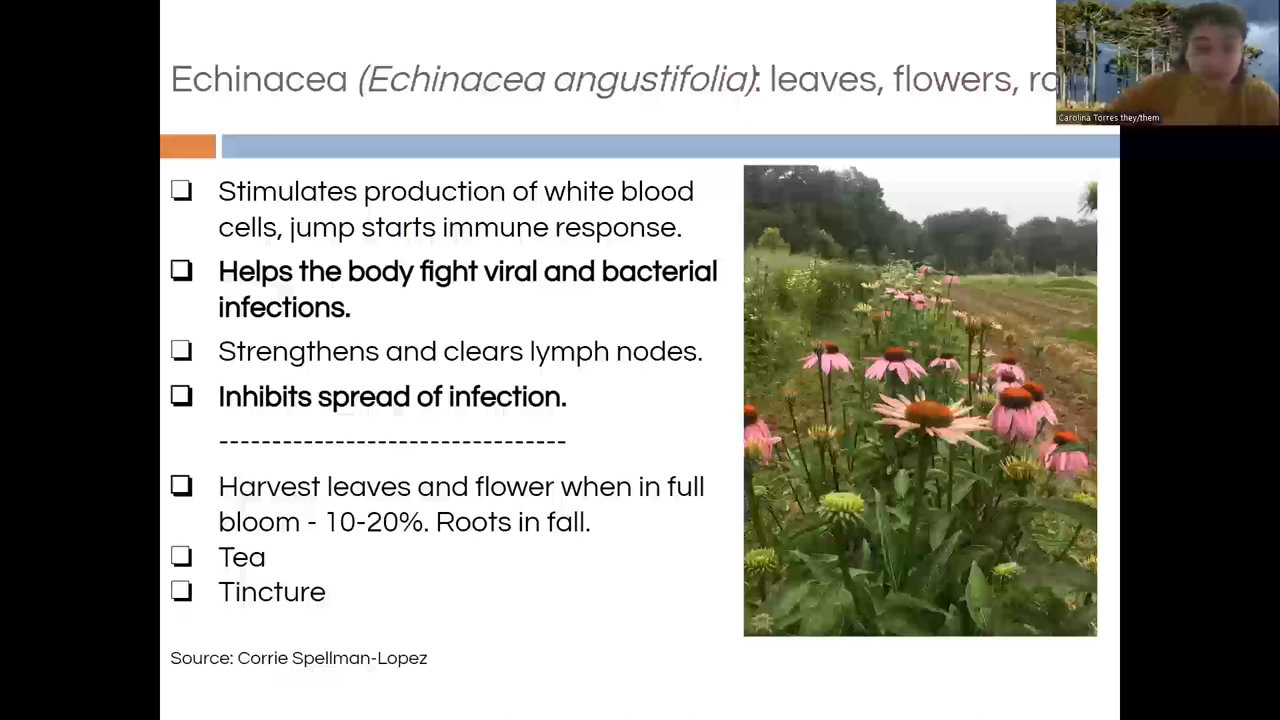 Echinacea (Echinacea angustifolia): leaves, flowers,
Carolina Torres they/them
Stimulates production of white blood
cells, jump starts immune response.
Helps the body fight viral and bacterial
infections.
Strengthens and clears lymph nodes.
Inhibits spread of infection.
---------------------------------
Harvest leaves and flower when in full
bloom - 10-20%. Roots in fall.
Tea
Tincture
Source: Corrie Spellman-Lopez